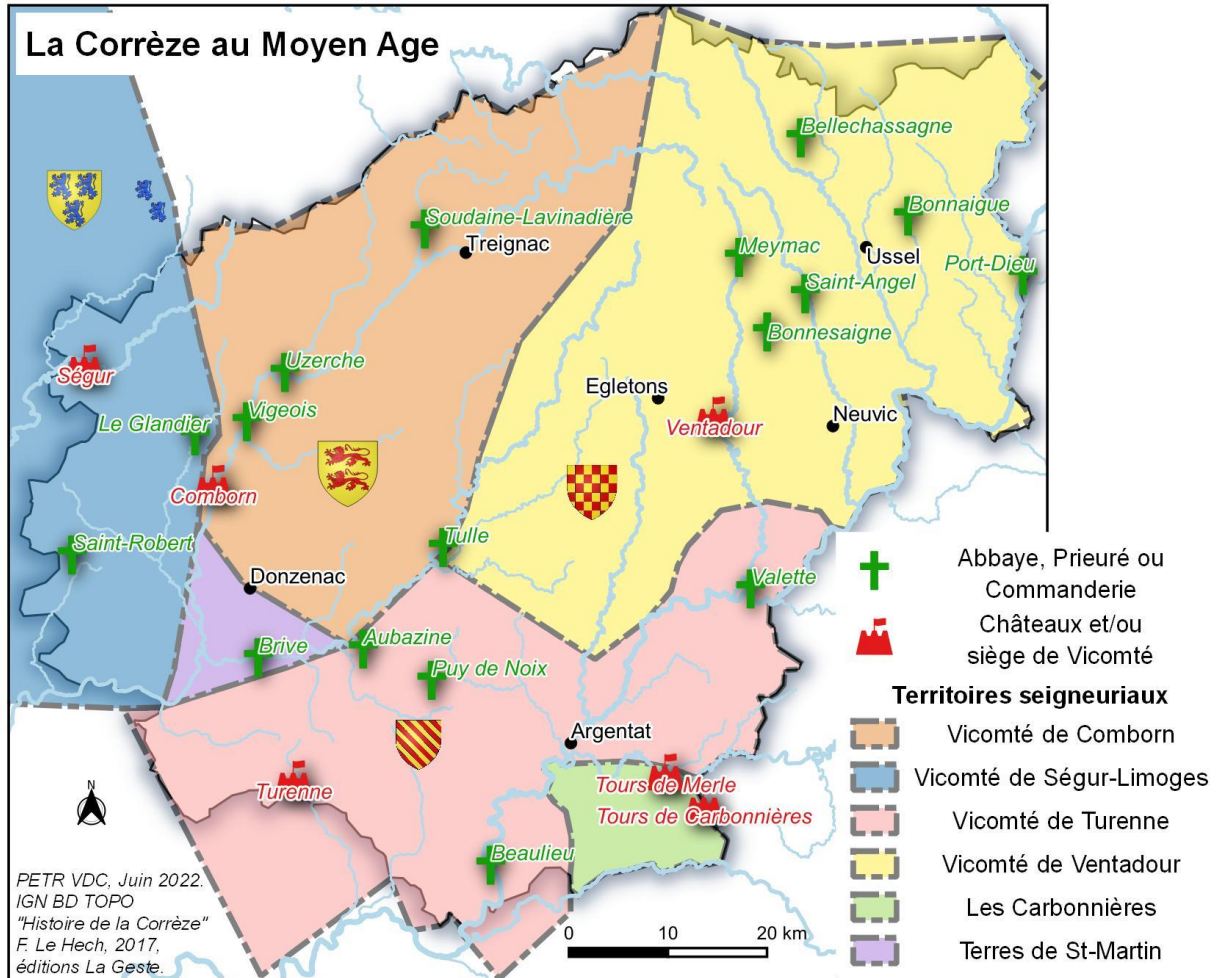 La Corrèze au Moyen Age
Bellechassagne
Bonnaigue
Soudaine-Lavinadière
Treignac
Meymac
Ussel
Port-Dieu
Saint-Angel
Bonnesaigne
Ségur
Uzerche
Egletons
Le Glandier
Vigeois
Ventadour
Neuvic
Comborn
Saint-Robert
Tulle
Donzenac
Valette
Brive
Aubazine
Puy de Noix
Argentat
Turenne
Tours de Merle
Tours de Carbonnières
Beaulieu
N
PETR VDC, Juin 2022.
IGN BD TOPO
"Histoire de la Corrèze"
F. Le Hech, 2017,
éditions La Geste.
0 10 20 km
Abbaye, Prieuré ou
Commanderie
Châteaux et/ou
siège de Vicomté
Territoires seigneuriaux
Vicomté de Comborn
Vicomté de Ségur-Limoges
Vicomté de Turenne
Vicomté de Ventadour
Les Carbonnières
Terres de St-Martin